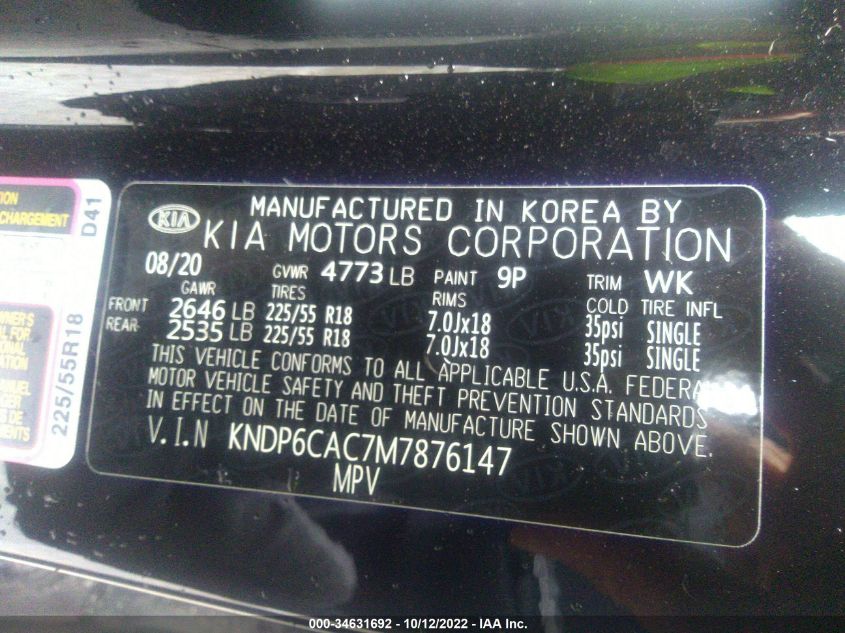 KIA
MANUFACTURED IN KOREA BY
KIA MOTORS CORPORATION
08/20 GVWR 4773 LB PAINT 9P TRIM WK
GAWR TIRES RIMS COLD TIRE INFL
FRONT 2646 LB 225/55 R18 7.0Jx18 35psi SINGLE
REAR 2535 LB 225/55 R18 7.0Jx18 35psi SINGLE
THIS VEHICLE CONFORMS TO ALL APPLICABLE U.S.A. FEDERAL
MOTOR VEHICLE SAFETY AND THEFT PREVENTION STANDARDS
IN EFFECT ON THE DATE OF MANUFACTURE SHOWN ABOVE.
V.I.N KNDP6CAC7M7876147
MPV
D41
225/55R18
CHARGEMENT
000-34631692 - 10/12/2022 - IAA Inc.